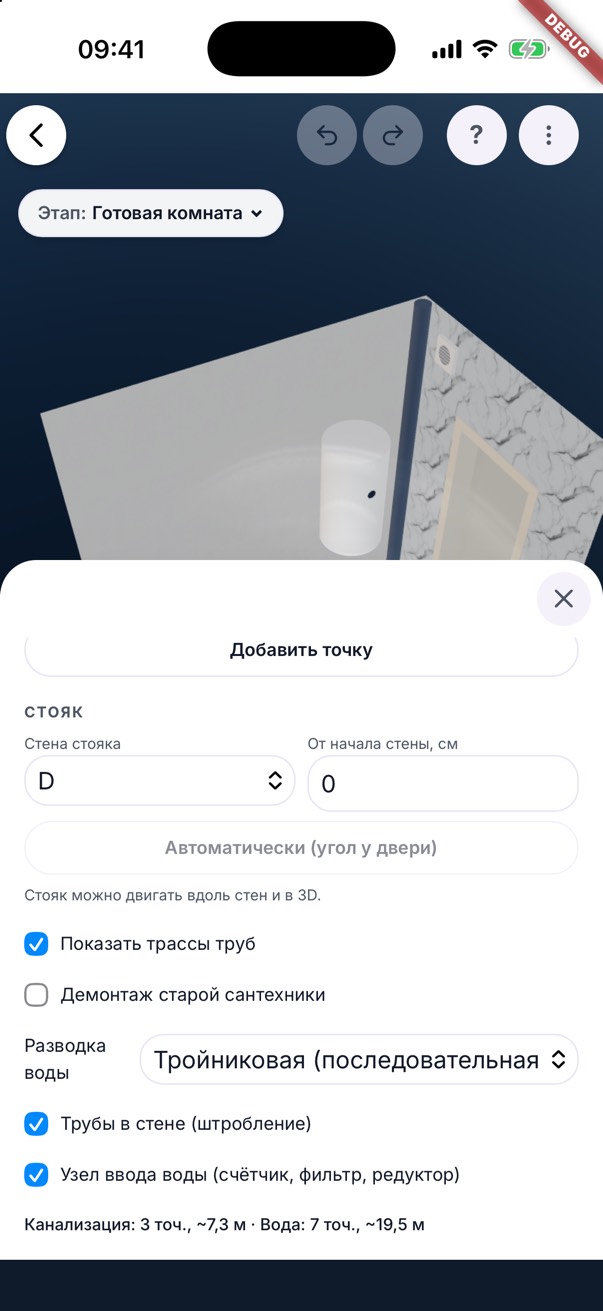 09:41
DEBUG
?
Этап: Готовая комната
Добавить точку
СТОЯК
Стена стояка
От начала стены, см
D
0
Автоматически (угол у двери)
Стояк можно двигать вдоль стен и в 3D.
Показать трассы труб
Демонтаж старой сантехники
Разводка
воды
Тройниковая (последовательная
Трубы в стене (штробление)
Узел ввода воды (счётчик, фильтр, редуктор)
Канализация: 3 точ., ~7,3 м · Вода: 7 точ., ~19,5 м